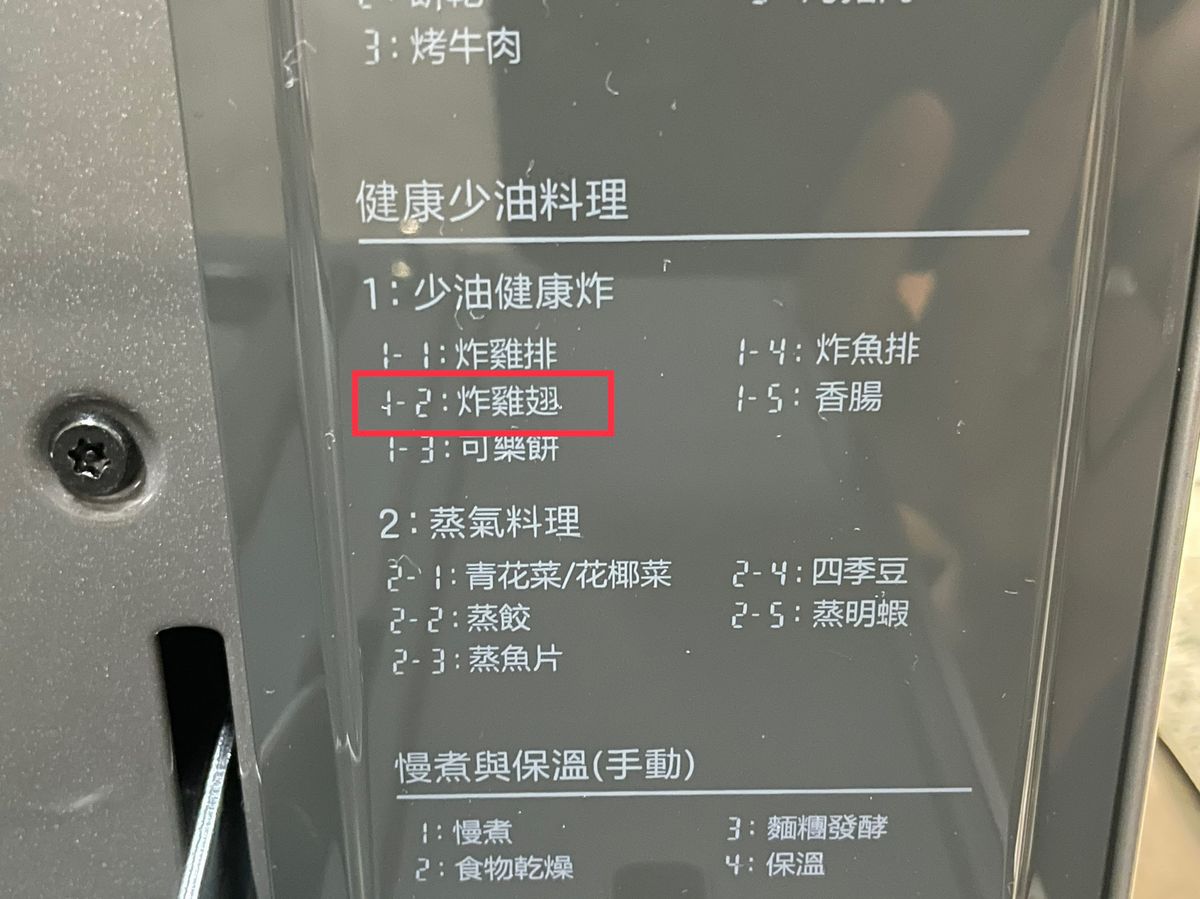 3：烤牛肉
健康少油料理
1：少油健康炸
1-1：炸雞排
1-2：炸雞翅
1-3：可樂餅
1-4：炸魚排
1-5：香腸
2：蒸氣料理
2-1：青花菜/花椰菜
2-2：蒸餃
2-3：蒸魚片
2-4：四季豆
2-5：蒸明蝦
慢煮與保溫(手動)
1：慢煮
2：食物乾燥
3：麵糰發酵
4：保溫